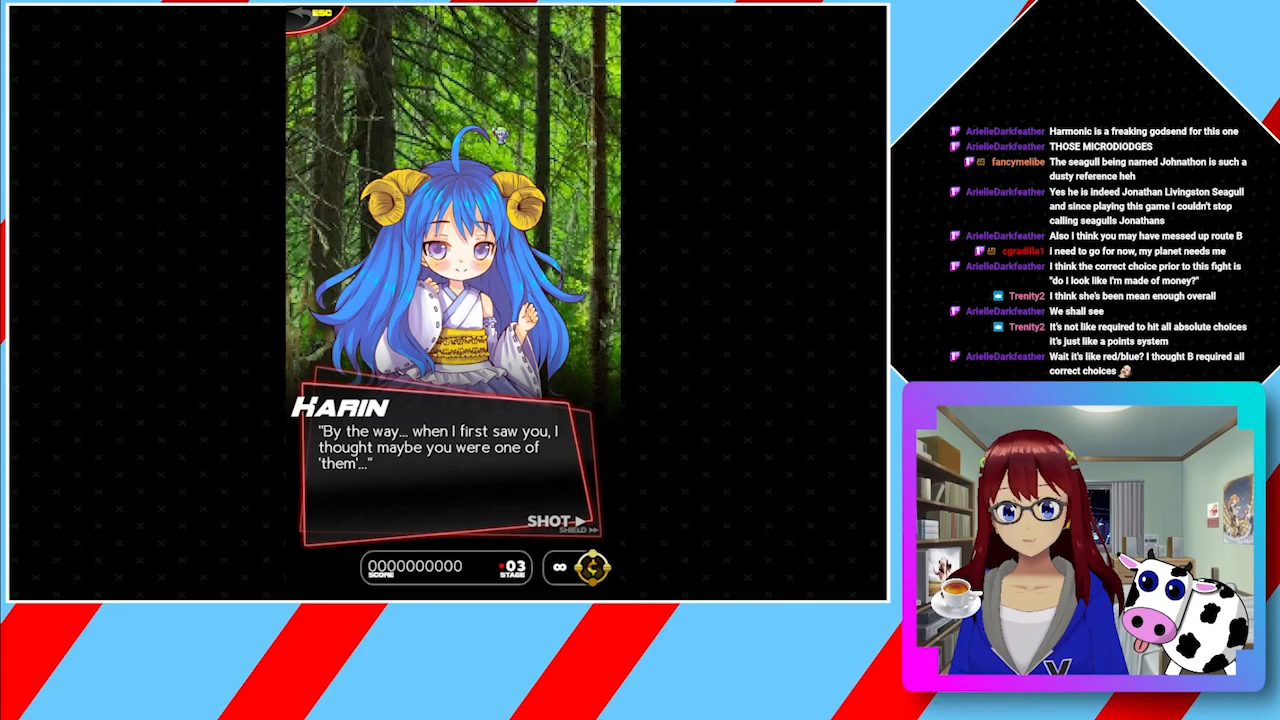 ESC
KARIN
"By the way... when I first saw you, I
thought maybe you were one of
'them'..."
SHOT
SHIELD
0000000000
SCORE
03
STAGE
∞
ArielleDarkfeather Harmonic is a freaking godsend for this one
ArielleDarkfeather THOSE MICRODIODGES
fancymelibe The seagull being named Johnathon is such a
dusty reference heh
ArielleDarkfeather Yes he is indeed Jonathan Livingston Seagull
and since playing this game I couldn't stop
calling seagulls Jonathans
ArielleDarkfeather Also I think you may have messed up route B
cgradilla1 I need to go for now, my planet needs me
ArielleDarkfeather I think the correct choice prior to this fight is
"do I look like I'm made of money?"
Trenity2 I think she's been mean enough overall
ArielleDarkfeather We shall see
Trenity2 It's not like required to hit all absolute choices
It's just like a points system
ArielleDarkfeather Wait it's like red/blue? I thought B required all
correct choices
V